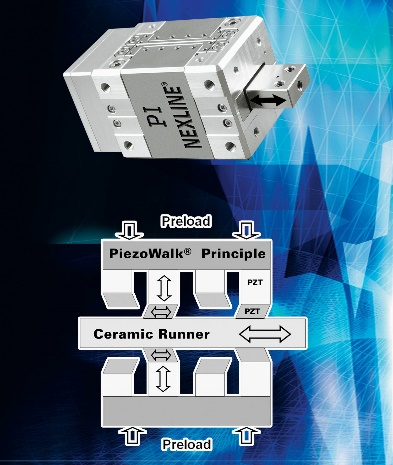 PI
NEXLINE®
Preload
PiezoWalk® Principle
PZT
PZT
Ceramic Runner
Preload